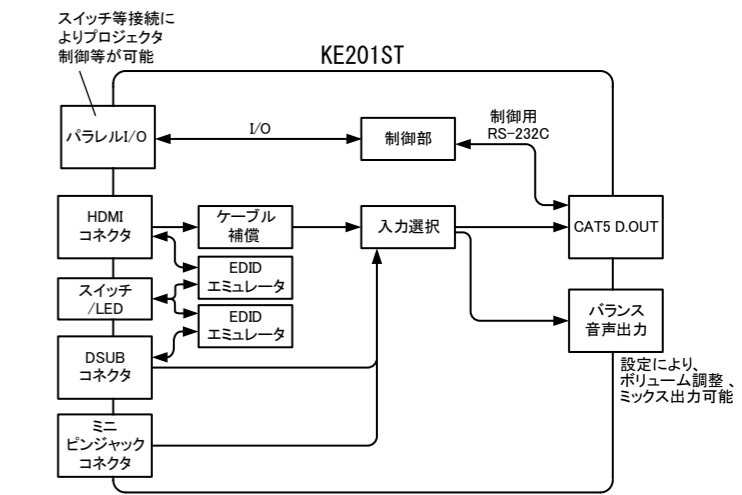 スイッチ等接続に
よりプロジェクタ
制御等が可能
KE201ST
パラレルI/O
I/O
制御部
制御用
RS-232C
HDMI
コネクタ
ケーブル
補償
入力選択
CAT5 D.OUT
EDID
エミュレータ
スイッチ
/LED
EDID
エミュレータ
バランス
音声出力
DSUB
コネクタ
設定により、
ボリューム調整、
ミックス出力可能
ミニ
ピンジャック
コネクタ